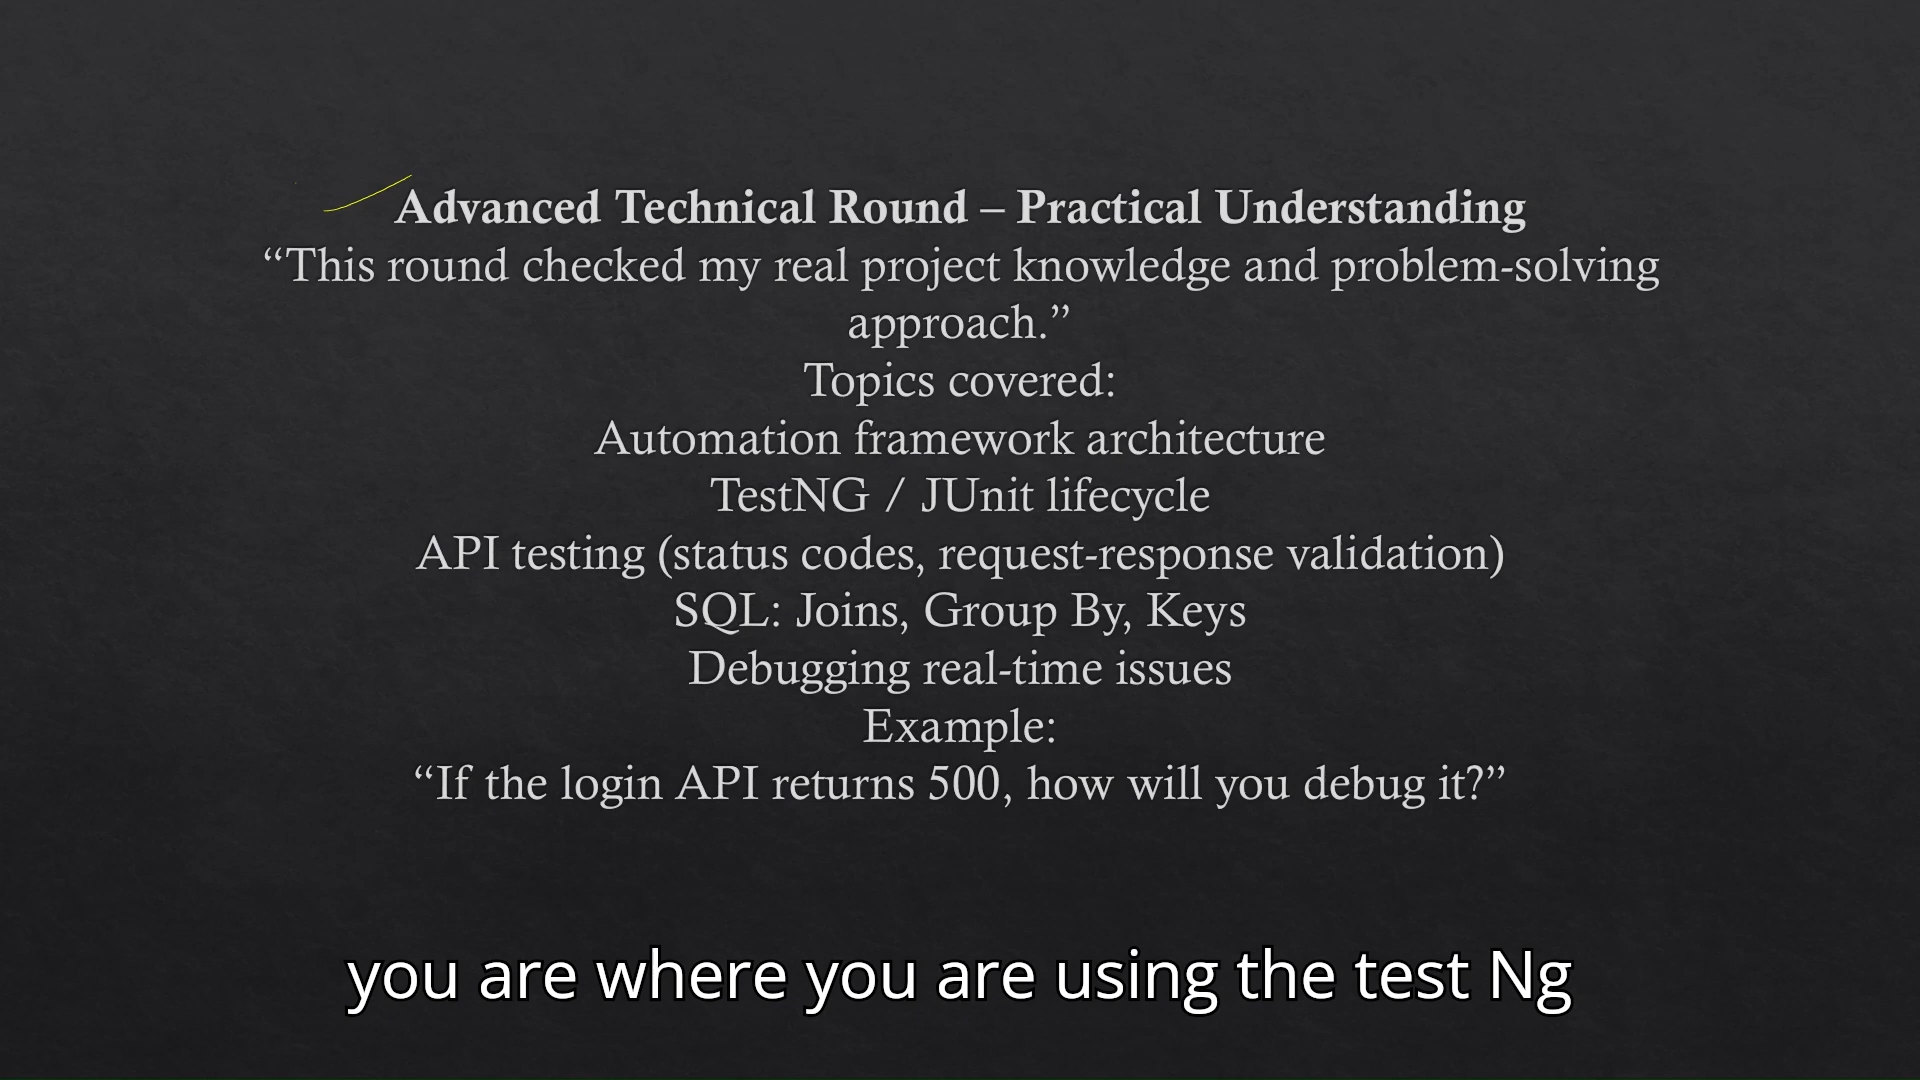 Advanced Technical Round – Practical Understanding
“This round checked my real project knowledge and problem-solving
approach.”
Topics covered:
Automation framework architecture
TestNG / JUnit lifecycle
API testing (status codes, request-response validation)
SQL: Joins, Group By, Keys
Debugging real-time issues
Example:
“If the login API returns 500, how will you debug it?”
you are where you are using the test Ng